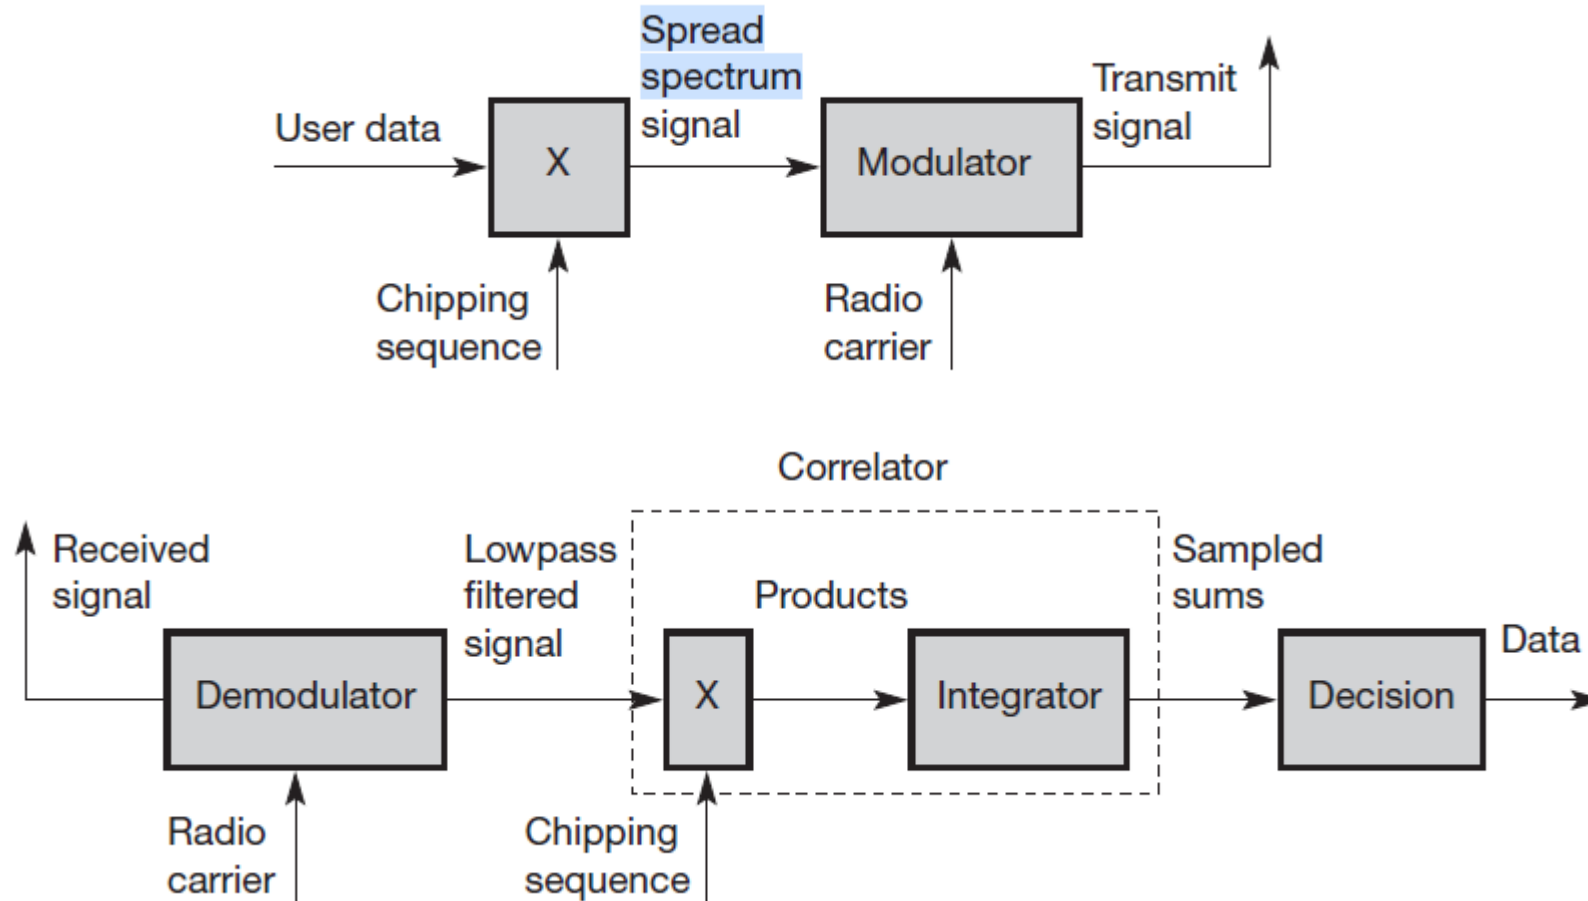 Spread
spectrum
signal
User data
X
Modulator
Transmit
signal
Chipping
sequence
Radio
carrier
Correlator
Received
signal
Lowpass
filtered
signal
Products
Sampled
sums
Demodulator
X
Integrator
Decision
Data
Radio
carrier
Chipping
sequence